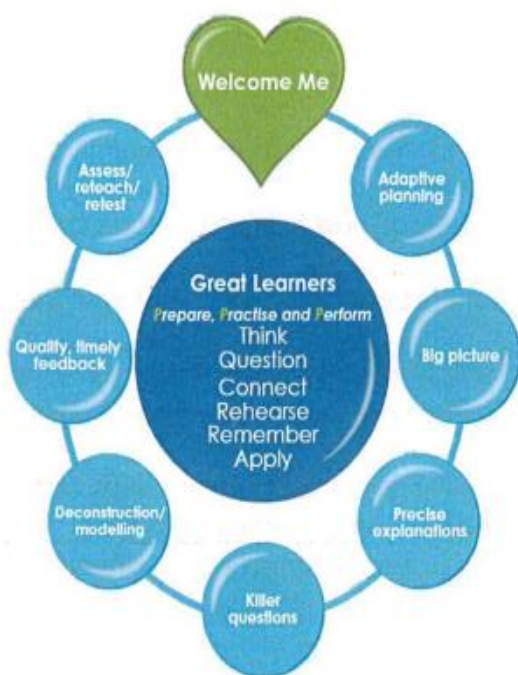 Welcome Me
Adaptive
planning
Big picture
Precise
explanations
Killer
questions
Deconstruction/
modelling
Quality, timely
feedback
Assess/
reteach/
retest
Great Learners
Prepare, Practise and Perform
Think
Question
Connect
Rehearse
Remember
Apply